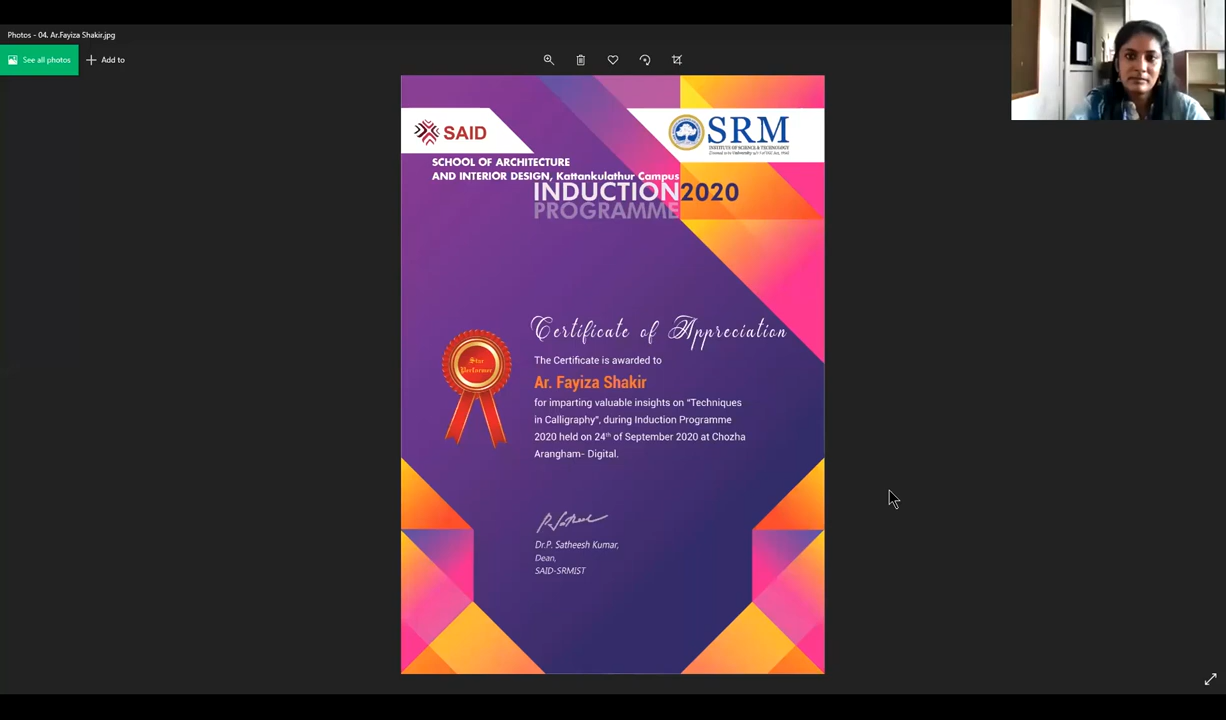 Photos - 04. Ar.Fayiza Shakir.jpg
See all photos
Add to
SAID
SRM
INSTITUTE OF SCIENCE & TECHNOLOGY
SCHOOL OF ARCHITECTURE
AND INTERIOR DESIGN, Kattankulathur Campus
INDUCTION 2020
PROGRAMME
Certificate of Appreciation
Star
Performer
The Certificate is awarded to
Ar. Fayiza Shakir
for imparting valuable insights on "Techniques
in Calligraphy", during Induction Programme
2020 held on 24th of September 2020 at Chozha
Arangham- Digital.
Dr.P. Satheesh Kumar,
Dean,
SAID-SRMIST